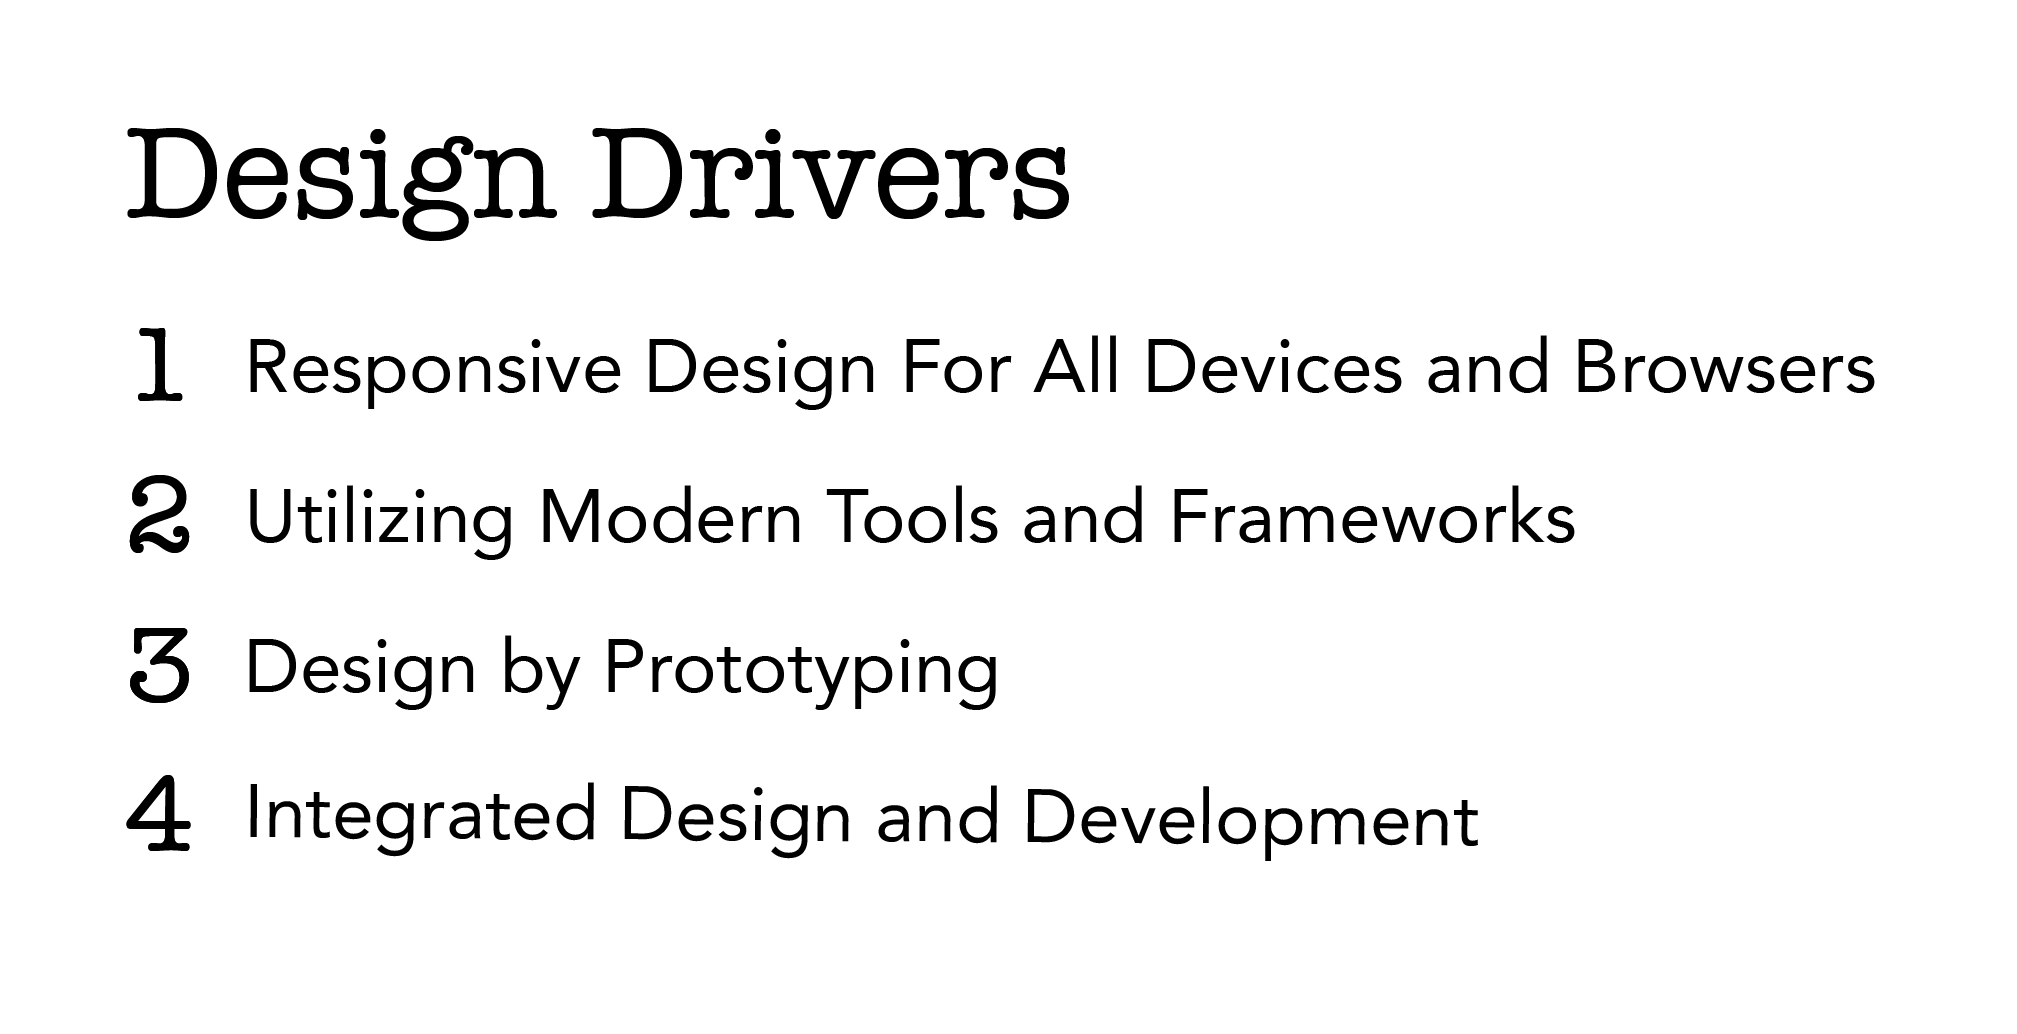 Design Drivers
1 Responsive Design For All Devices and Browsers
2 Utilizing Modern Tools and Frameworks
3 Design by Prototyping
4 Integrated Design and Development